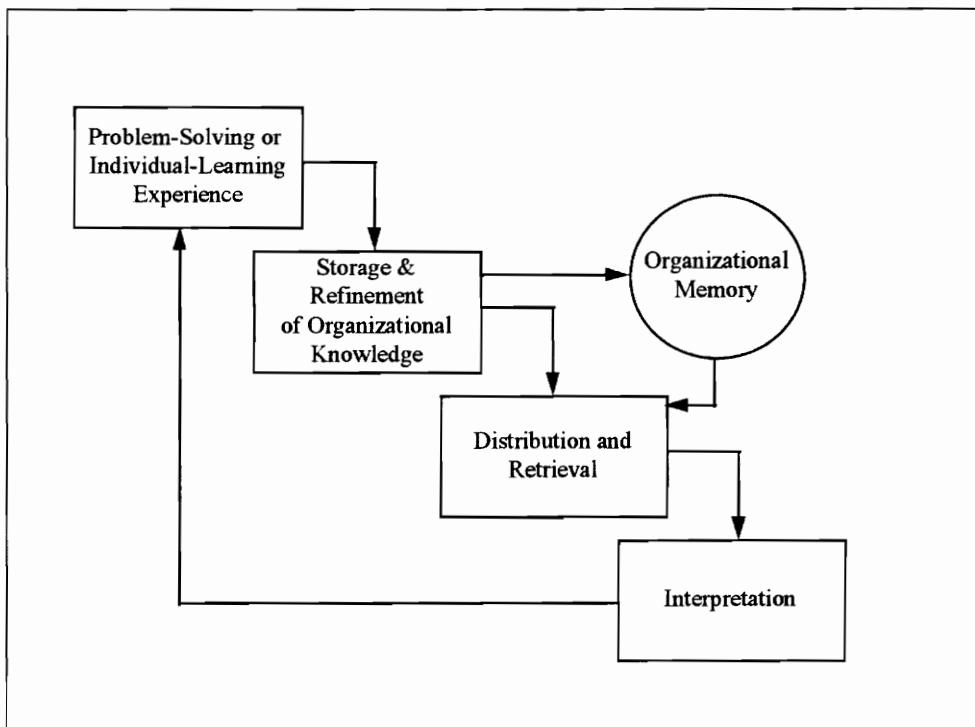 Problem-Solving or
Individual-Learning
Experience
Storage &
Refinement
of Organizational
Knowledge
Organizational
Memory
Distribution and
Retrieval
Interpretation